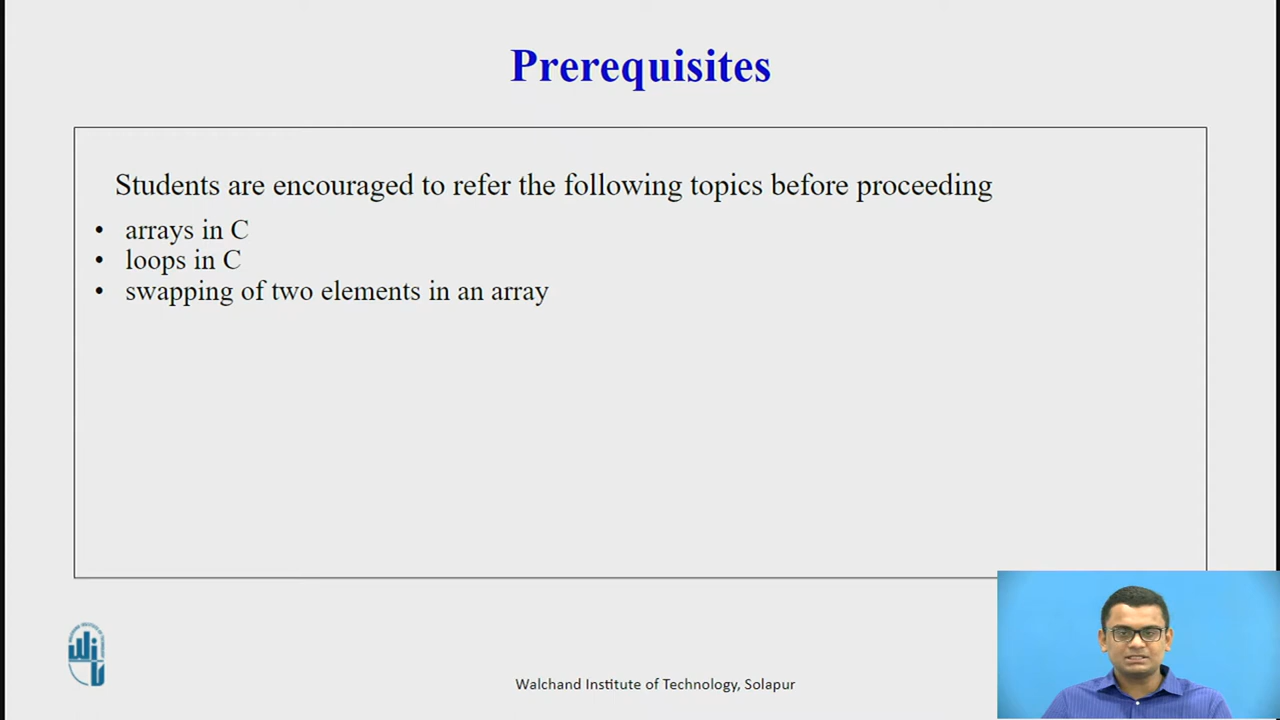 Prerequisites
Students are encouraged to refer the following topics before proceeding
• arrays in C
• loops in C
• swapping of two elements in an array
Walchand Institute of Technology, Solapur